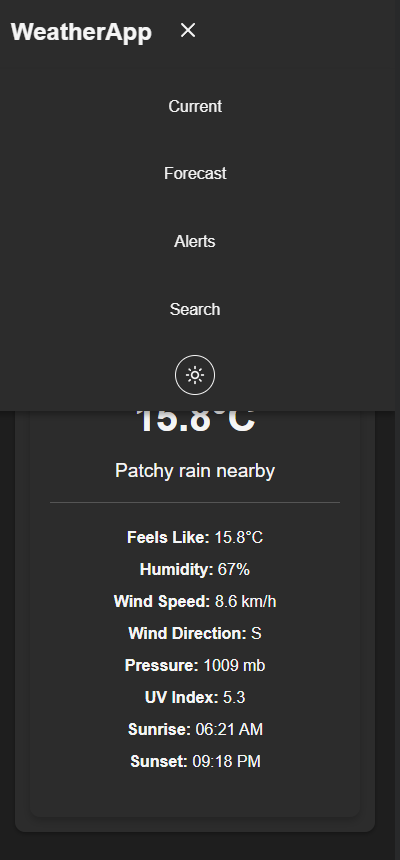 WeatherApp
Current
Forecast
Alerts
Search
15.8°C
Patchy rain nearby
Feels Like: 15.8°C
Humidity: 67%
Wind Speed: 8.6 km/h
Wind Direction: S
Pressure: 1009 mb
UV Index: 5.3
Sunrise: 06:21 AM
Sunset: 09:18 PM